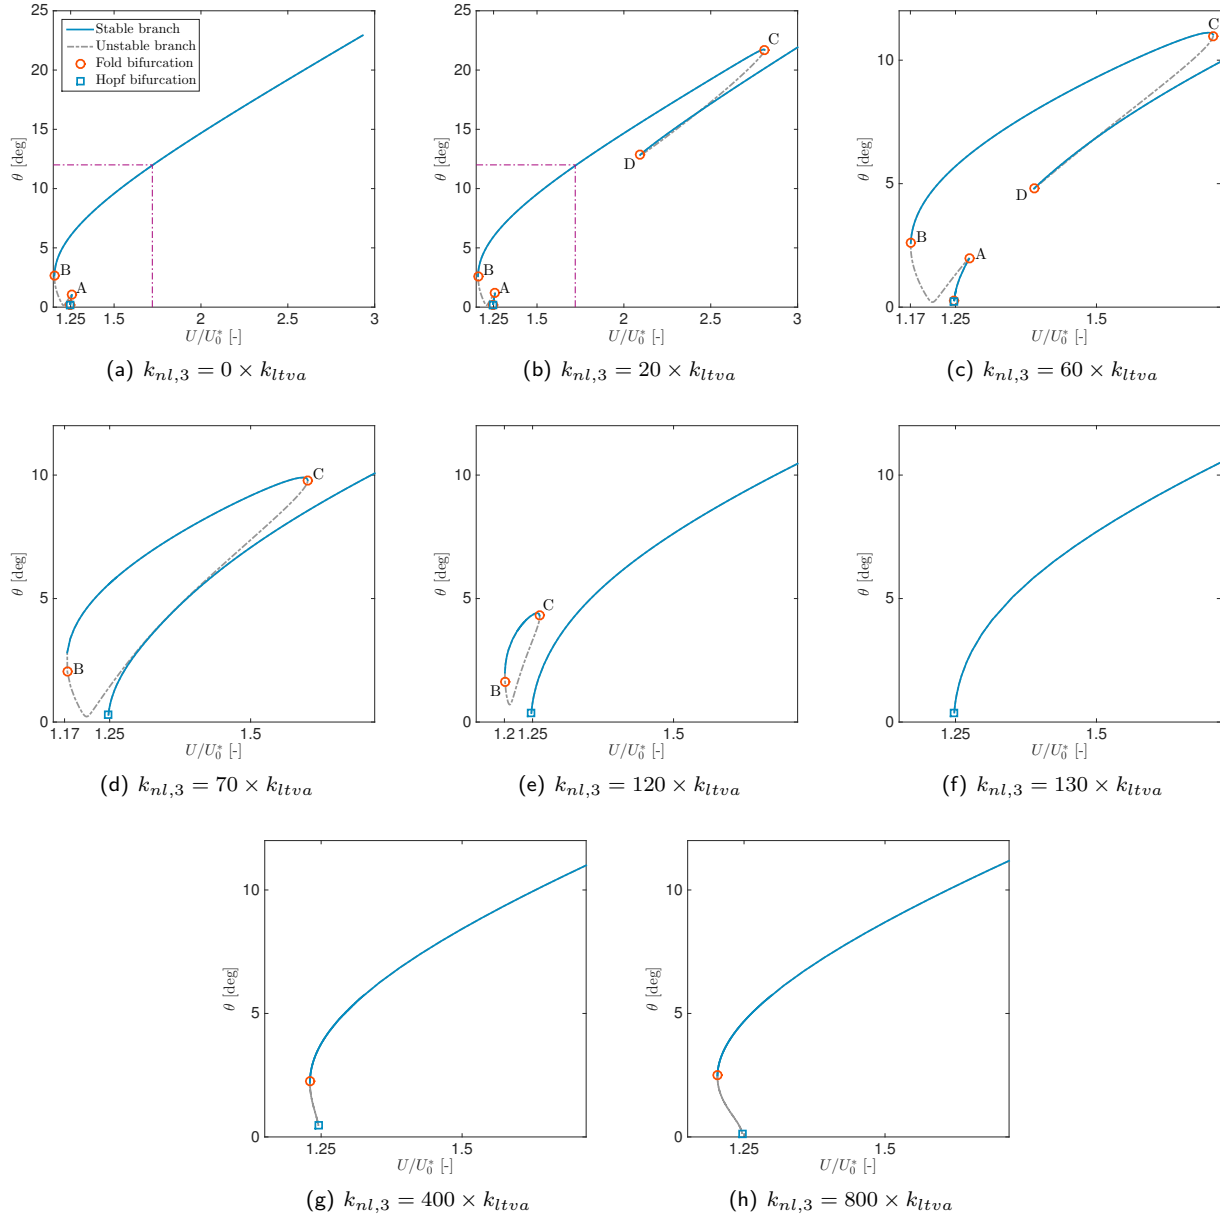 25
20
15
10
5
0
θ [deg]
Stable branch
Unstable branch
Fold bifurcation
Hopf bifurcation
B
A
1.25
1.5
2
2.5
3
U/U₀* [-]
(a) k_{nl,3} = 0 × k_{ltva}
25
20
15
10
5
0
θ [deg]
C
D
B
A
1.25
1.5
2
2.5
3
U/U₀* [-]
(b) k_{nl,3} = 20 × k_{ltva}
10
5
0
θ [deg]
C
D
B
A
1.17
1.25
1.5
U/U₀* [-]
(c) k_{nl,3} = 60 × k_{ltva}
10
5
0
θ [deg]
C
B
1.17
1.25
1.5
U/U₀* [-]
(d) k_{nl,3} = 70 × k_{ltva}
10
5
0
θ [deg]
C
B
1.2
1.25
1.5
U/U₀* [-]
(e) k_{nl,3} = 120 × k_{ltva}
10
5
0
θ [deg]
1.25
1.5
U/U₀* [-]
(f) k_{nl,3} = 130 × k_{ltva}
10
5
0
θ [deg]
1.25
1.5
U/U₀* [-]
(g) k_{nl,3} = 400 × k_{ltva}
10
5
0
θ [deg]
1.25
1.5
U/U₀* [-]
(h) k_{nl,3} = 800 × k_{ltva}